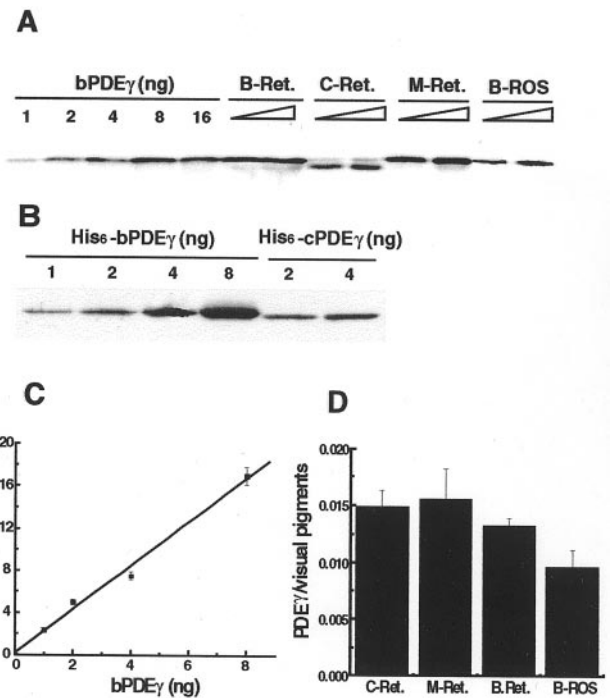 A
bPDEγ (ng) B-Ret. C-Ret. M-Ret. B-ROS
1 2 4 8 16
B
His6-bPDEγ (ng) His6-cPDEγ (ng)
1 2 4 8 2 4
C
20
16
12
8
4
0
0 2 4 6 8
bPDEγ (ng)
D
PDEγ/visual pigments
0.020
0.015
0.010
0.005
0.000
C-Ret. M-Ret. B.Ret. B-ROS